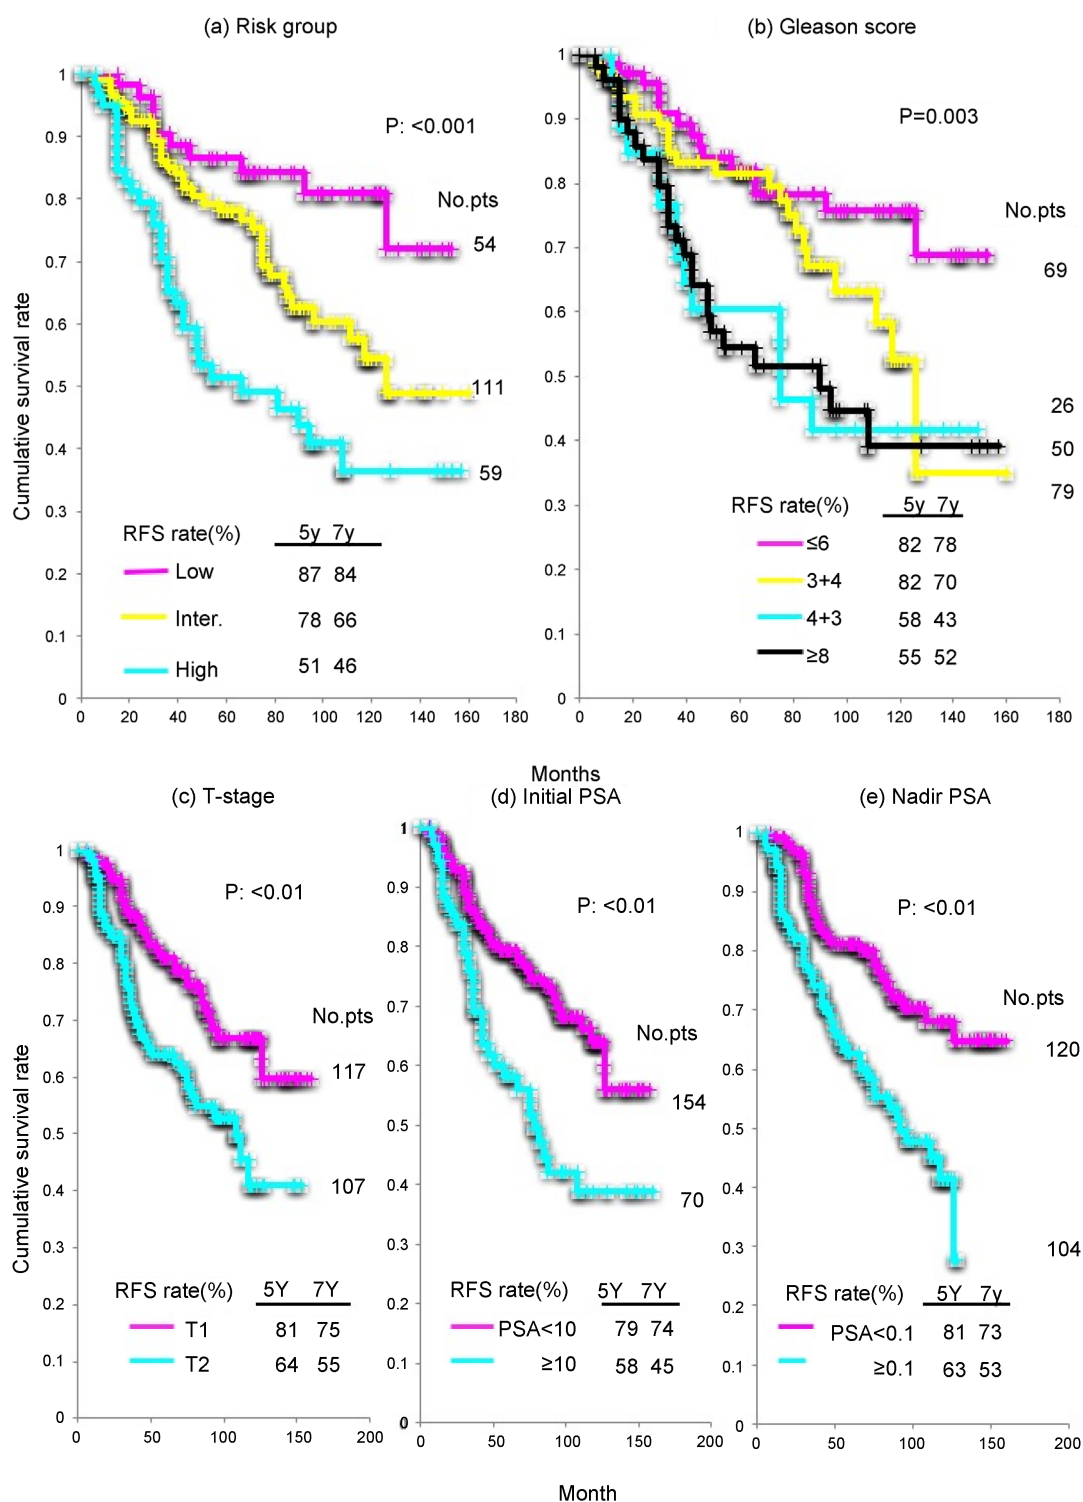 (a) Risk group
1
0.9
0.8
0.7
0.6
0.5
0.4
0.3
0.2
0.1
0
0 20 40 60 80 100 120 140 160 180
Cumulative survival rate
P: <0.001
No.pts
54
111
59
RFS rate(%) 5y 7y
Low 87 84
Inter. 78 66
High 51 46
(b) Gleason score
1
0.9
0.8
0.7
0.6
0.5
0.4
0.3
0.2
0.1
0
0 20 40 60 80 100 120 140 160 180
P=0.003
No.pts
69
26
50
79
RFS rate(%) 5y 7y
≤6 82 78
3+4 82 70
4+3 58 43
≥8 55 52
Months
(c) T-stage
1
0.9
0.8
0.7
0.6
0.5
0.4
0.3
0.2
0.1
0
0 50 100 150 200
Cumulative survival rate
P: <0.01
No.pts
117
107
RFS rate(%) 5Y 7Y
T1 81 75
T2 64 55
(d) Initial PSA
1
0.9
0.8
0.7
0.6
0.5
0.4
0.3
0.2
0.1
0
0 50 100 150 200
P: <0.01
No.pts
154
70
RFS rate(%) 5Y 7Y
PSA<10 79 74
≥10 58 45
(e) Nadir PSA
1
0.9
0.8
0.7
0.6
0.5
0.4
0.3
0.2
0.1
0
0 50 100 150 200
P: <0.01
No.pts
120
104
RFS rate(%) 5Y 7y
PSA<0.1 81 73
≥0.1 63 53
Month